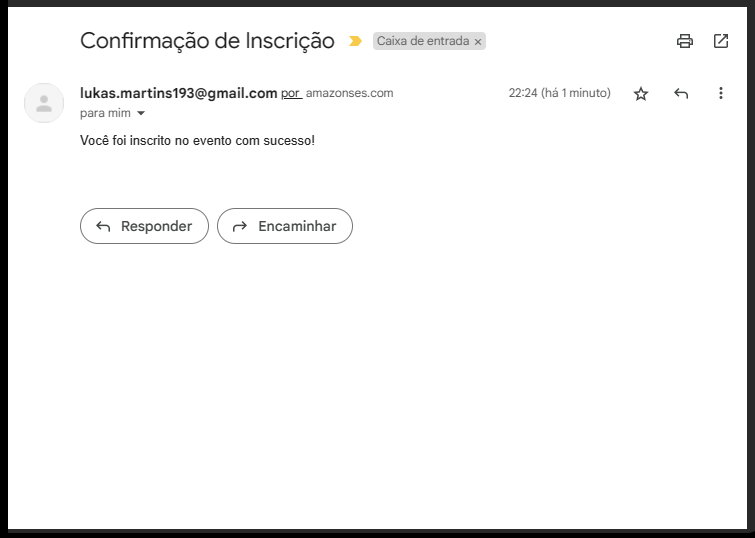 Confirmação de Inscrição Caixa de entrada ×
lukas.martins193@gmail.com por amazonses.com 22:24 (há 1 minuto)
para mim
Você foi inscrito no evento com sucesso!
Responder Encaminhar